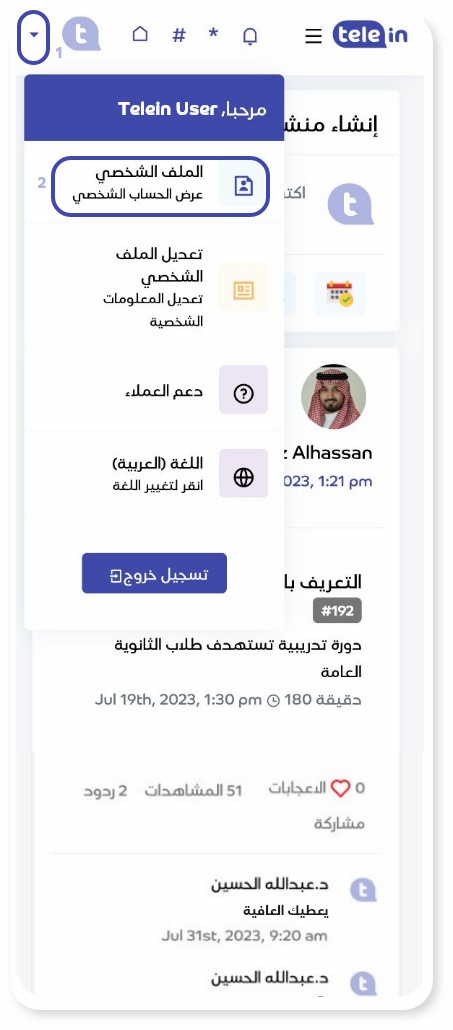 telein
# *
1
مرحبا، Telein User
2
الملف الشخصي
عرض الحساب الشخصي
تعديل الملف
الشخصي
تعديل المعلومات
الشخصية
دعم العملاء
اللغة (العربية)
انقر لتغيير اللغة
تسجيل خروج
إنشاء منش
اكت
z Alhassan
023, 1:21 pm
التعريف با
#192
دورة تدريبية تستهدف طلاب الثانوية
العامة
Jul 19th, 2023, 1:30 pm 180 دقيقة
0 الاعجابات 51 المشاهدات 2 ردود
مشاركة
د.عبدالله الحسين
يعطيك العافية
Jul 31st, 2023, 9:20 am
د.عبدالله الحسين